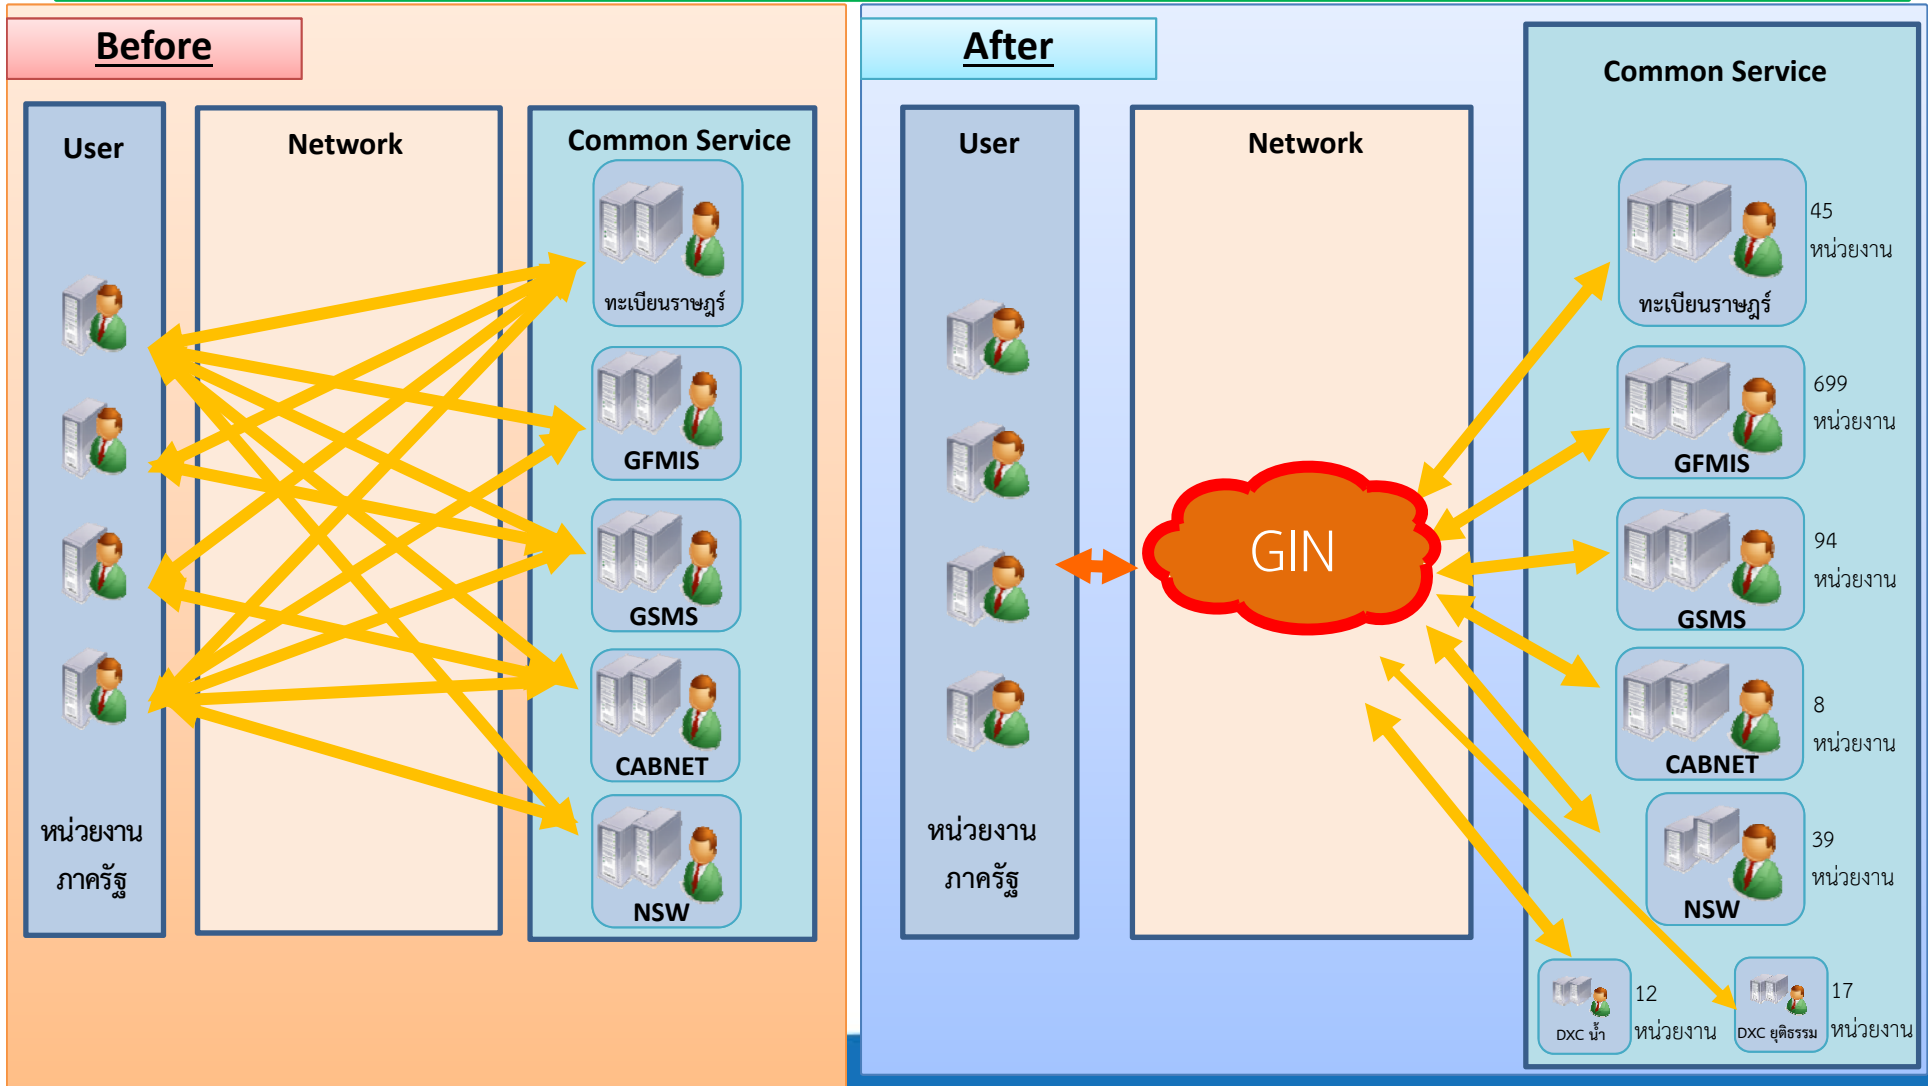 Before
User
Network
Common Service
ทะเบียนราษฎร์
GFMIS
GSMS
CABNET
NSW
หน่วยงาน
ภาครัฐ
After
User
Network
Common Service
GIN
ทะเบียนราษฎร์
45
หน่วยงาน
GFMIS
699
หน่วยงาน
GSMS
94
หน่วยงาน
CABNET
8
หน่วยงาน
NSW
39
หน่วยงาน
DXC น้ำ
12
หน่วยงาน
DXC ยุติธรรม
17
หน่วยงาน
หน่วยงาน
ภาครัฐ